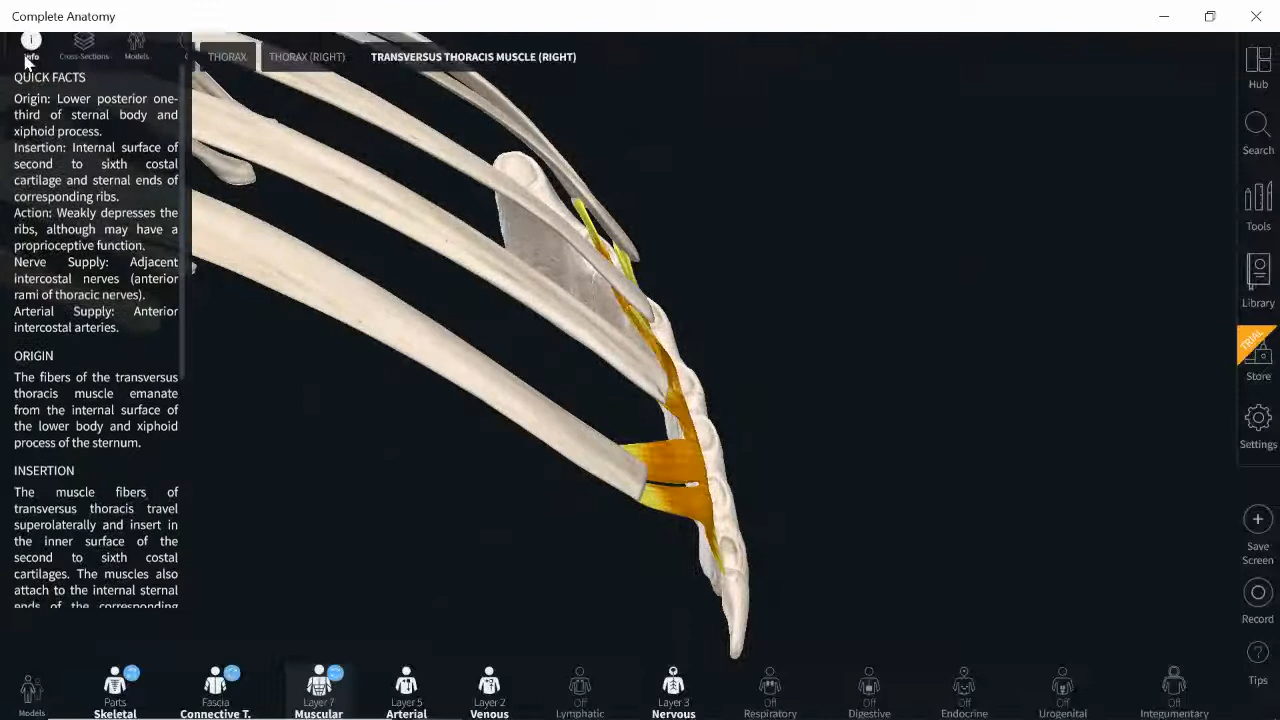 Complete Anatomy
Info
Cross-Sections
Models
THORAX
THORAX (RIGHT)
TRANSVERSUS THORACIS MUSCLE (RIGHT)
QUICK FACTS
Origin: Lower posterior one-
third of sternal body and
xiphoid process.
Insertion: Internal surface of
second to sixth costal
cartilage and sternal ends of
corresponding ribs.
Action: Weakly depresses the
ribs, although may have a
proprioceptive function.
Nerve Supply: Adjacent
intercostal nerves (anterior
rami of thoracic nerves).
Arterial Supply: Anterior
intercostal arteries.
ORIGIN
The fibers of the transversus
thoracis muscle emanate
from the internal surface of
the lower body and xiphoid
process of the sternum.
INSERTION
The muscle fibers of
transversus thoracis travel
superolaterally and insert in
the inner surface of the
second to sixth costal
cartilages. The muscles also
attach to the internal sternal
ends of the corresponding
Hub
Search
Tools
Library
TRIAL
Store
Settings
Save
Screen
Record
Tips
Models
Parts
Skeletal
Fascia
Connective T.
Layer 7
Muscular
Layer 5
Arterial
Layer 2
Venous
Off
Lymphatic
Layer 3
Nervous
Off
Respiratory
Off
Digestive
Off
Endocrine
Off
Urogenital
Off
Integumentary